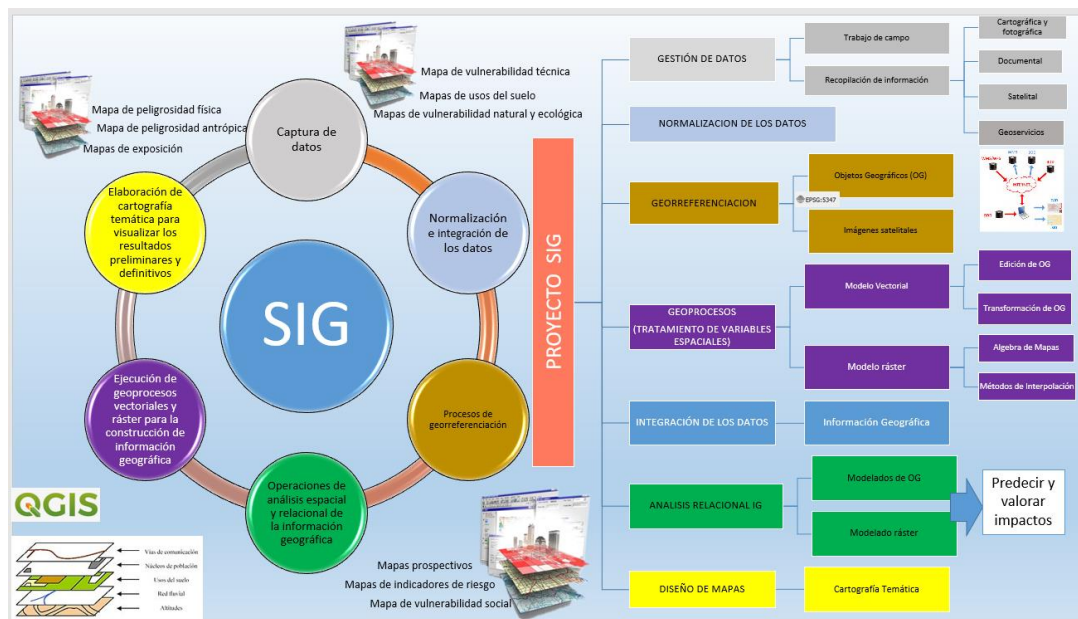 Mapa de peligrosidad física
Mapa de peligrosidad antrópica
Mapas de exposición
Mapa de vulnerabilidad técnica
Mapas de usos del suelo
Mapas de vulnerabilidad natural y ecológica
Captura de
datos
Normalización
e integración de
los datos
Procesos de
georreferenciación
Operaciones de
análisis espacial
y relacional de
la información
geográfica
Ejecución de
geoprocesos
vectoriales y
ráster para la
construcción de
información
geográfica
Elaboración de
cartografía
temática para
visualizar los
resultados
preliminares y
definitivos
SIG
QGIS
Vías de comunicación
Núcleos de población
Usos del suelo
Red fluvial
Altitudes
Mapas prospectivos
Mapas de indicadores de riesgo
Mapa de vulnerabilidad social
PROYECTO SIG
GESTIÓN DE DATOS
Trabajo de campo
Recopilación de información
Cartográfica y
fotográfica
Documental
Satelital
Geoservicios
NORMALIZACION DE LOS DATOS
GEORREFERENCIACION
Objetos Geográficos (OG)
EPSG:5347
Imágenes satelitales
INTERNET
GEOPROCESOS
(TRATAMIENTO DE VARIABLES
ESPACIALES)
Modelo Vectorial
Edición de OG
Transformación de OG
Modelo ráster
Algebra de Mapas
Métodos de Interpolación
INTEGRACIÓN DE LOS DATOS
Información Geográfica
ANALISIS RELACIONAL IG
Modelados de OG
Modelado ráster
Predecir y
valorar
impactos
DISEÑO DE MAPAS
Cartografía Temática